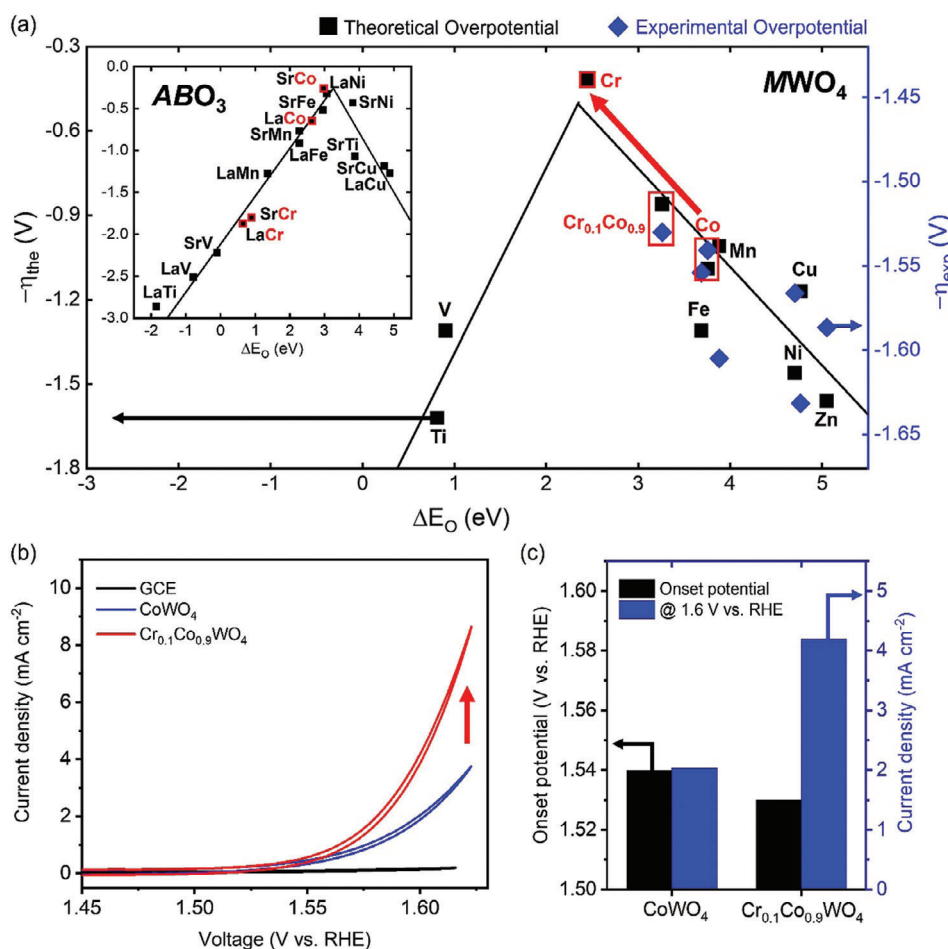 (a)
■ Theoretical Overpotential ◆ Experimental Overpotential
-0.3
-0.6
-0.9
-1.2
-1.5
-1.8
−η_the (V)
-3 -2 -1 0 1 2 3 4 5
ΔE_O (eV)
-1.45
-1.50
-1.55
-1.60
-1.65
−η_exp (V)
MWO₄
Cr
Cr₀.₁Co₀.₉
Co
Mn
Cu
Fe
V
Ni
Ti
Zn
ABO₃
0.0
-0.5
-1.0
-1.5
-2.0
-2.5
-3.0
-2 -1 0 1 2 3 4 5
ΔE_O (eV)
SrCo
LaNi
SrFe
SrNi
LaCo
SrMn
SrTi
LaFe
SrCu
LaMn
LaCu
SrCr
LaCr
SrV
LaV
LaTi
(b)
GCE
CoWO₄
Cr₀.₁Co₀.₉WO₄
10
8
6
4
2
0
Current density (mA cm⁻²)
1.45 1.50 1.55 1.60
Voltage (V vs. RHE)
(c)
Onset potential
@ 1.6 V vs. RHE
1.60
1.58
1.56
1.54
1.52
1.50
Onset potential (V vs. RHE)
5
4
3
2
1
0
Current density (mA cm⁻²)
CoWO₄ Cr₀.₁Co₀.₉WO₄